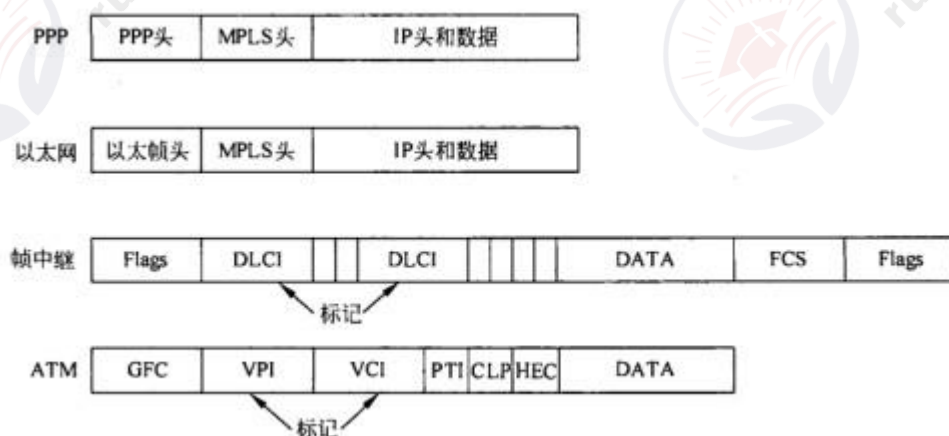 PPP PPP头 MPLS头 IP头和数据
以太网 以太帧头 MPLS头 IP头和数据
帧中继 Flags DLCI DLCI DATA FCS Flags
标记
ATM GFC VPI VCI PTI CLP HEC DATA
标记